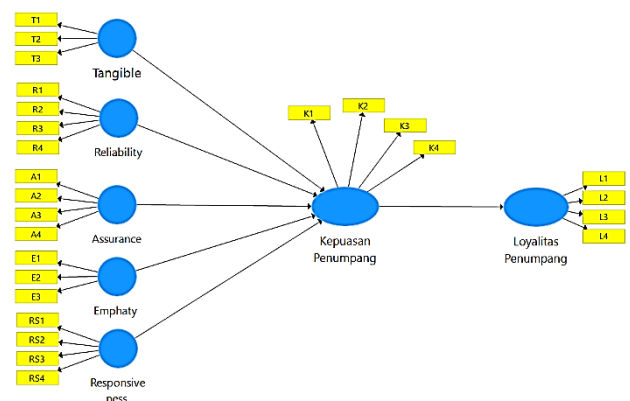 T1
T2
T3
Tangible
R1
R2
R3
R4
Reliability
A1
A2
A3
A4
Assurance
E1
E2
E3
Emphaty
RS1
RS2
RS3
RS4
Responsive
ness
K1
K2
K3
K4
Kepuasan
Penumpang
L1
L2
L3
L4
Loyalitas
Penumpang